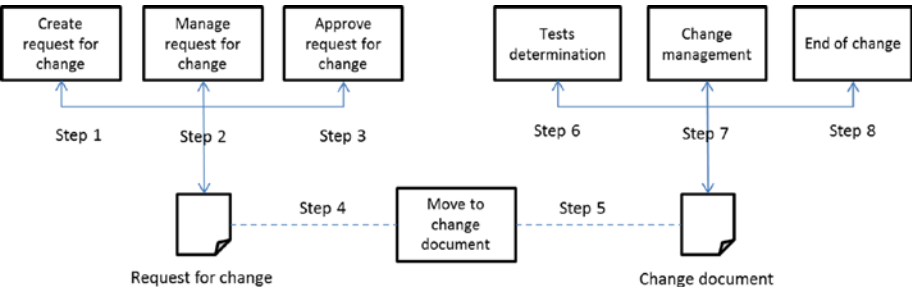 Create
request for
change
Manage
request for
change
Approve
request for
change
Tests
determination
Change
management
End of change
Step 1
Step 2
Step 3
Step 6
Step 7
Step 8
Step 4
Move to
change
document
Step 5
Request for change
Change document